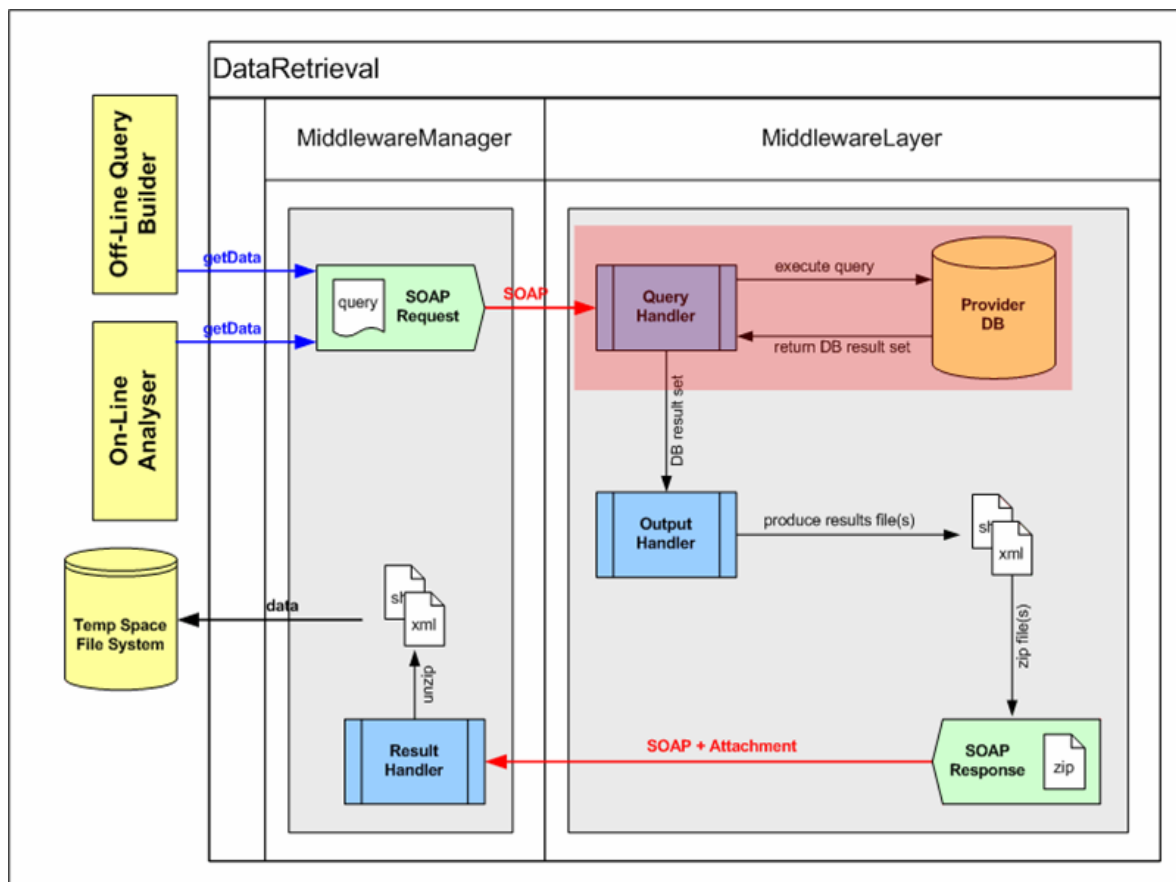 DataRetrieval
MiddlewareManager
MiddlewareLayer
Off-Line Query
Builder
getData
query
SOAP
Request
SOAP
Query
Handler
execute query
return DB result set
Provider
DB
On-Line
Analyser
getData
DB result set
Output
Handler
produce results file(s)
xml
zip file(s)
Temp Space
File System
data
xml
unzip
Result
Handler
SOAP + Attachment
SOAP
Response
zip